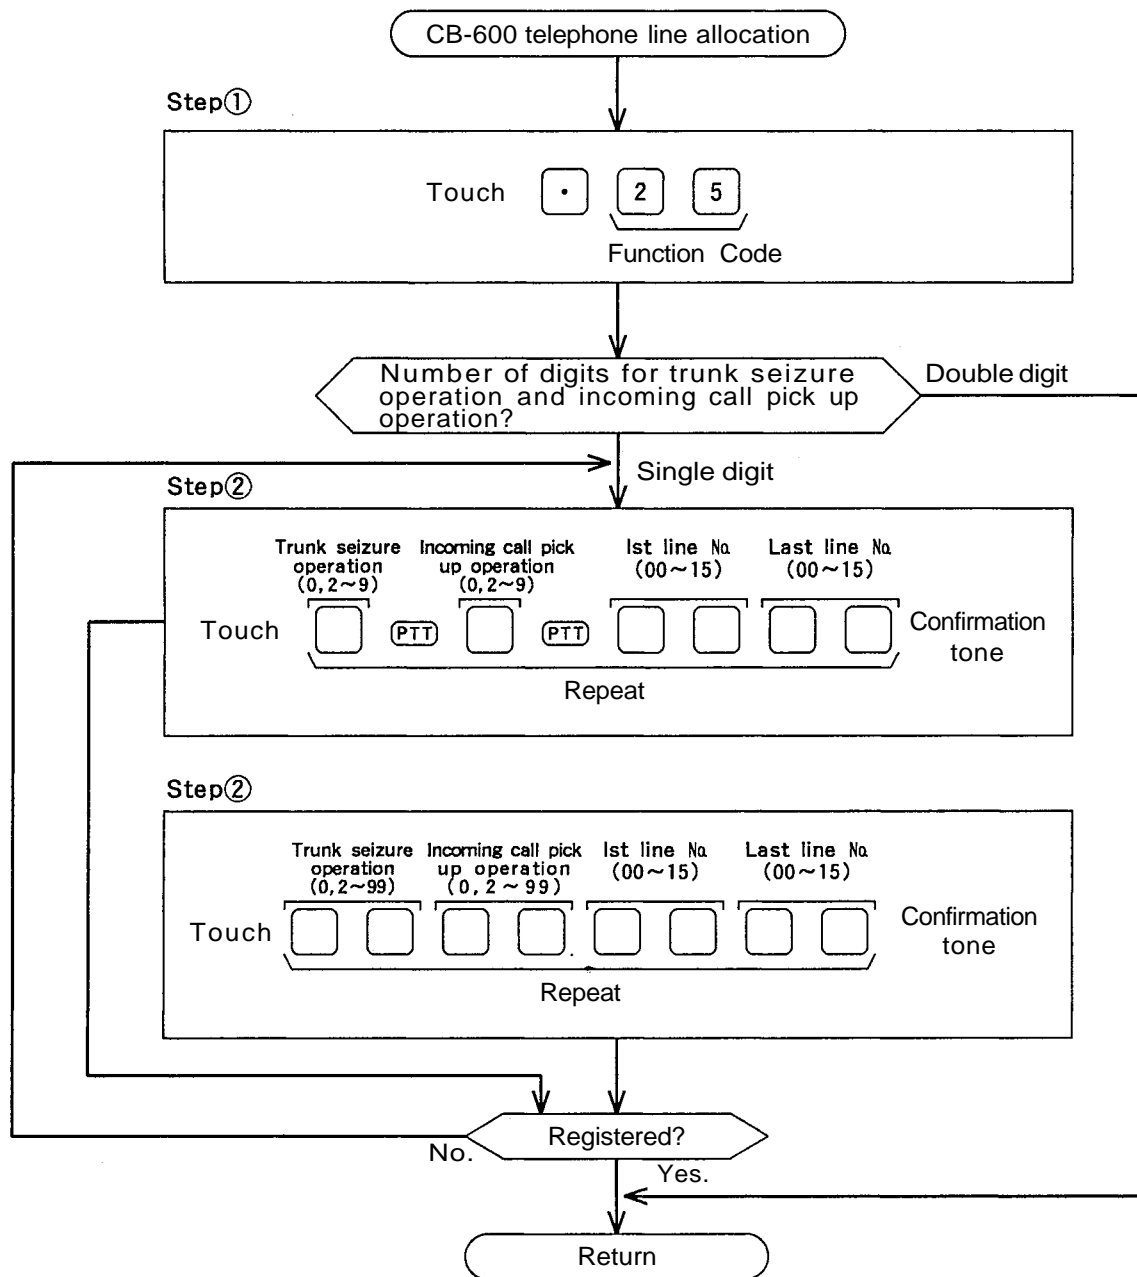 CB-600 telephone line allocation
Step①
Touch · 2 5
Function Code
Number of digits for trunk seizure
operation and incoming call pick up
operation?
Double digit
Single digit
Step②
Trunk seizure
operation
(0,2~9)
Incoming call pick
up operation
(0,2~9)
Ist line No.
(00~15)
Last line No.
(00~15)
Touch
PTT
PTT
Confirmation
tone
Repeat
Step②
Trunk seizure
operation
(0,2~99)
Incoming call pick
up operation
(0,2~99)
Ist line No.
(00~15)
Last line No.
(00~15)
Touch
Confirmation
tone
Repeat
Registered?
No.
Yes.
Return